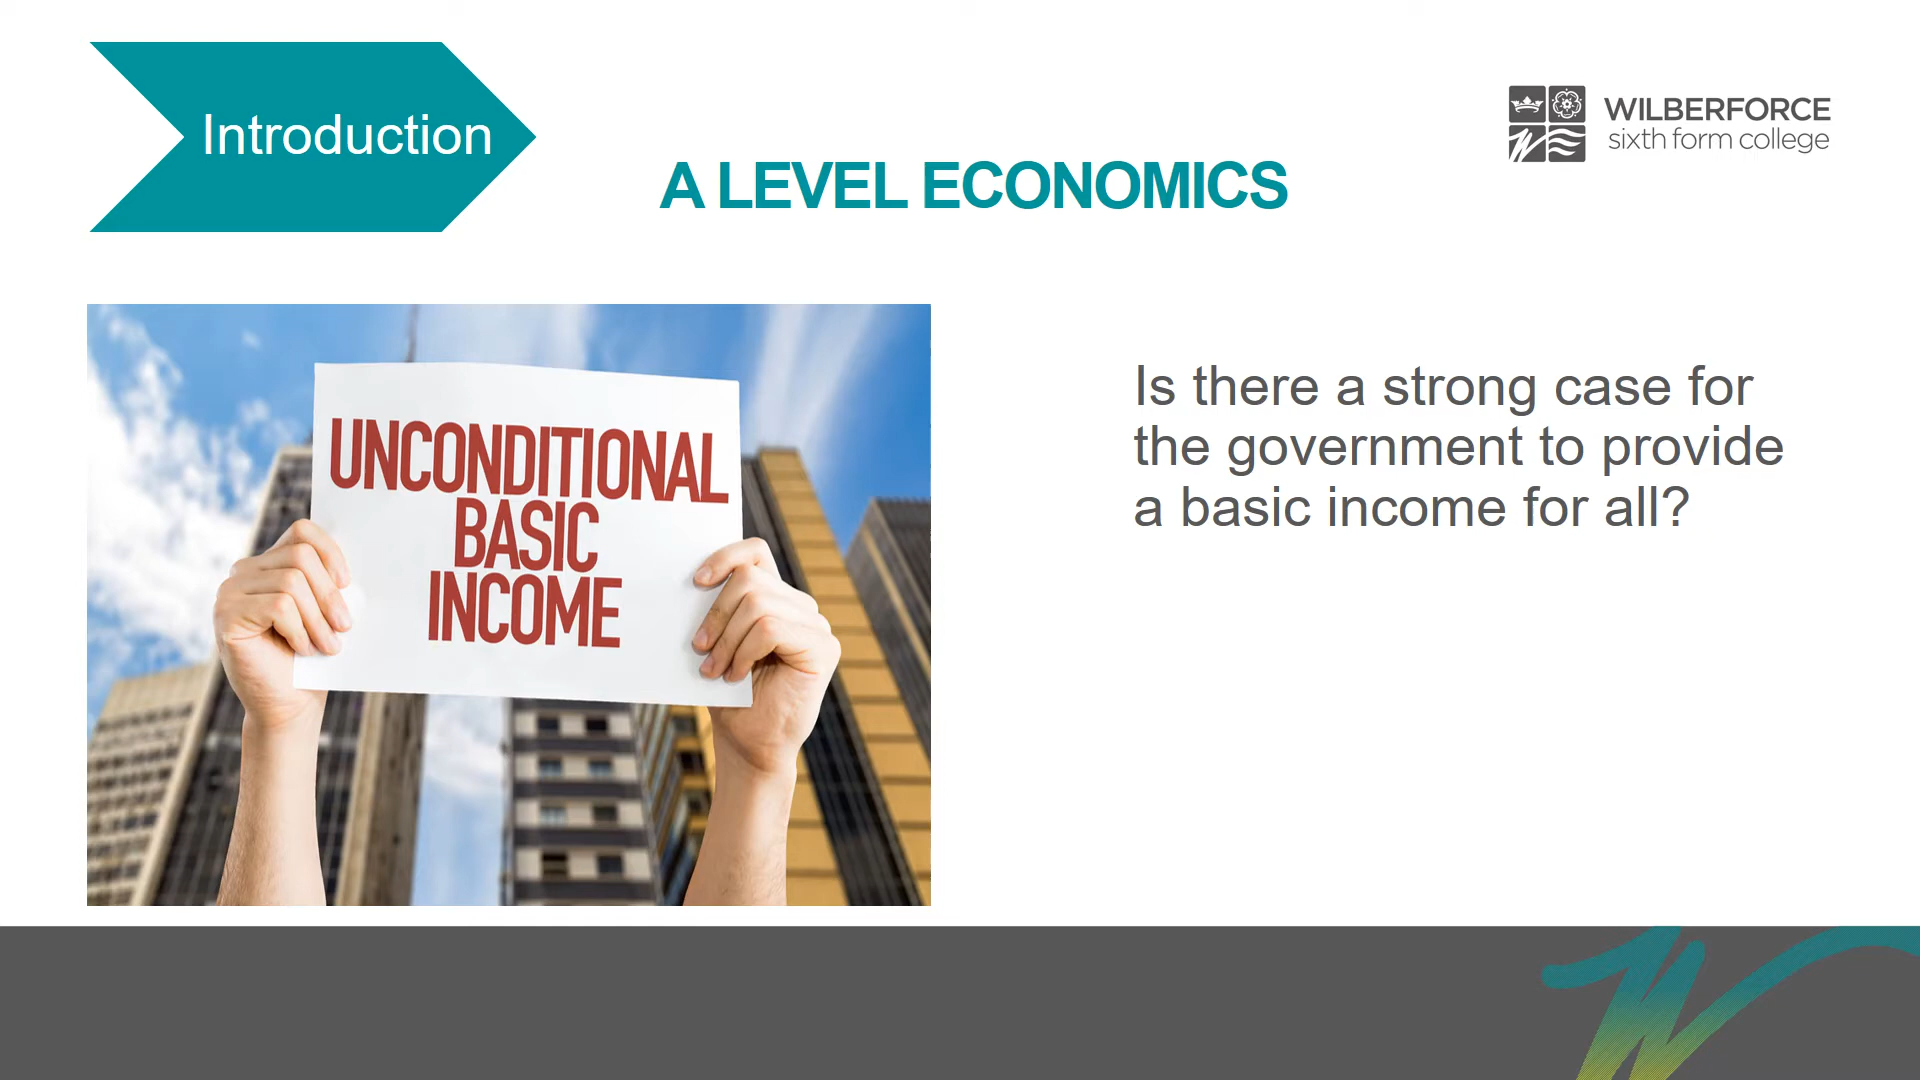 Introduction
A LEVEL ECONOMICS
WILBERFORCE
sixth form college
UNCONDITIONAL
BASIC
INCOME
Is there a strong case for
the government to provide
a basic income for all?